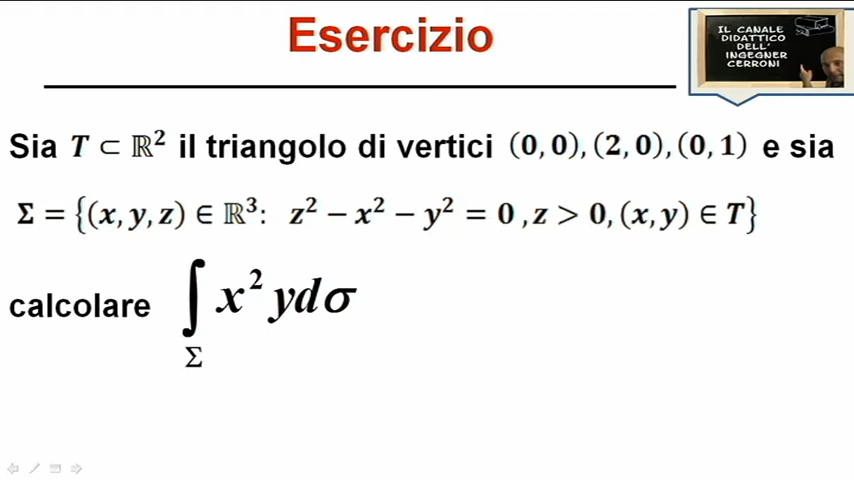 Esercizio
IL CANALE
DIDATTICO
DELL'
INGEGNER
CERRONI
Sia T ⊂ ℝ² il triangolo di vertici (0, 0), (2, 0), (0, 1) e sia
Σ = {(x, y, z) ∈ ℝ³: z² − x² − y² = 0 , z > 0, (x, y) ∈ T}
calcolare ∫_Σ x² y dσ